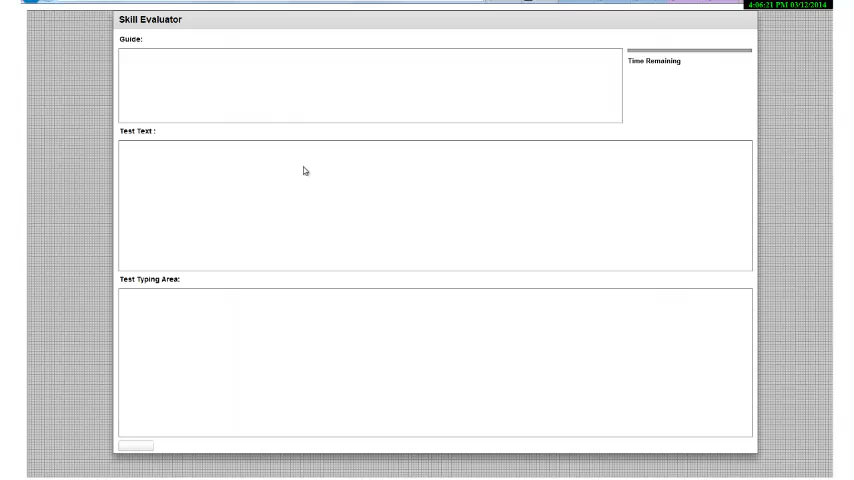 4:06:21 PM 03/12/2014
Skill Evaluator
Guide:
Time Remaining
Test Text :
Test Typing Area: